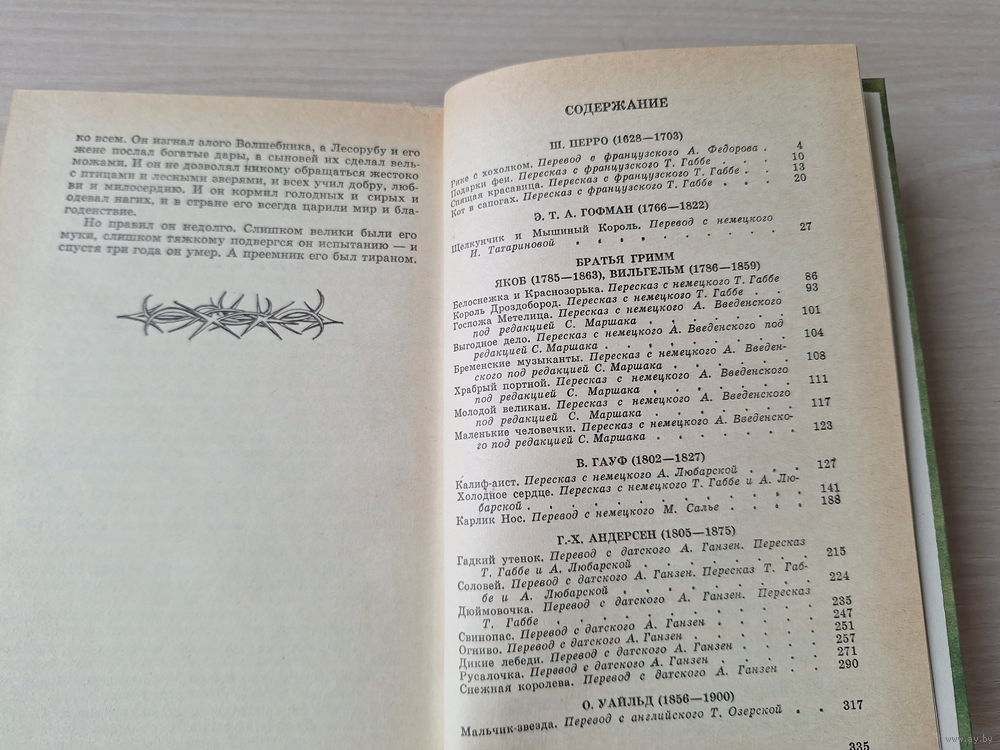 ко всем. Он изгнал злого Волшебника, а Лесорубу и его
жене послал богатые дары, а сыновей их сделал вель-
можами. И он не дозволял никому обращаться жестоко
с птицами и лесными зверями, и всех учил добру, люб-
ви и милосердию. И он кормил голодных и сирых и
одевал нагих, и в стране его всегда царили мир и бла-
годенствие.
Но правил он недолго. Слишком велики были его
муки, слишком тяжкому подвергся он испытанию — и
спустя три года он умер. А преемник его был тираном.
СОДЕРЖАНИЕ
Ш. ПЕРРО (1628—1703)
Рике с хохолком. Перевод с французского А. Федорова . 4
Подарки феи. Пересказ с французского Т. Габбе . . . 10
Спящая красавица. Пересказ с французского Т. Габбе . . 13
Кот в сапогах. Пересказ с французского Т. Габбе . . . 20
Э. Т. А. ГОФМАН (1766—1822)
Щелкунчик и Мышиный Король. Перевод с немецкого
И. Татариновой . . . . . . . . . . 27
БРАТЬЯ ГРИММ
ЯКОБ (1785—1863), ВИЛЬГЕЛЬМ (1786—1859)
Белоснежка и Краснозорька. Пересказ с немецкого Т. Габбе 86
Король Дроздобород. Пересказ с немецкого Т. Габбе . . 93
Госпожа Метелица. Пересказ с немецкого А. Введенского
под редакцией С. Маршака . . . . . . . 101
Выгодное дело. Пересказ с немецкого А. Введенского под
редакцией С. Маршака . . . . . . . . 104
Бременские музыканты. Пересказ с немецкого А. Введен-
ского под редакцией С. Маршака . . . . . . 108
Храбрый портной. Пересказ с немецкого А. Введенского
под редакцией С. Маршака . . . . . . . 111
Молодой великан. Пересказ с немецкого А. Введенского
под редакцией С. Маршака . . . . . . . 117
Маленькие человечки. Пересказ с немецкого А. Введенско-
го под редакцией С. Маршака . . . . . . . 123
В. ГАУФ (1802—1827)
Калиф-аист. Пересказ с немецкого А. Любарской . . . 127
Холодное сердце. Пересказ с немецкого Т. Габбе и А. Лю-
барской . . . . . . . . . . . . 141
Карлик Нос. Перевод с немецкого М. Салье . . . . 188
Г.-Х. АНДЕРСЕН (1805—1875)
Гадкий утенок. Перевод с датского А. Ганзен. Пересказ
Т. Габбе и А. Любарской . . . . . . . . 215
Соловей. Перевод с датского А. Ганзен. Пересказ Т. Габ-
бе и А. Любарской . . . . . . . . . 224
Дюймовочка. Перевод с датского А. Ганзен. Пересказ
Т. Габбе . . . . . . . . . . . 235
Свинопас. Перевод с датского А. Ганзен . . . . . 247
Огниво. Перевод с датского А. Ганзен . . . . . . 251
Дикие лебеди. Перевод с датского А. Ганзен . . . . 257
Русалочка. Перевод с датского А. Ганзен . . . . . 271
Снежная королева. Перевод с датского А. Ганзен . . . 290
О. УАЙЛЬД (1856—1900)
Мальчик-звезда. Перевод с английского Т. Озерской . . 317
335
www.ay.by